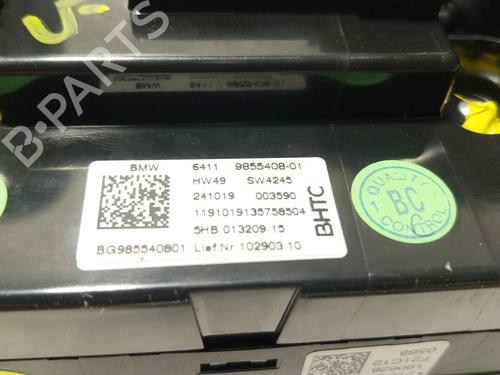 BMW 6411 9855408-01
HW49 SW4245
241019 003590
1191019135758504
5HB 013209-15
BG985540801 Lief.Nr. 102903 10
BHTC
QUALITY
BC
CONTROL